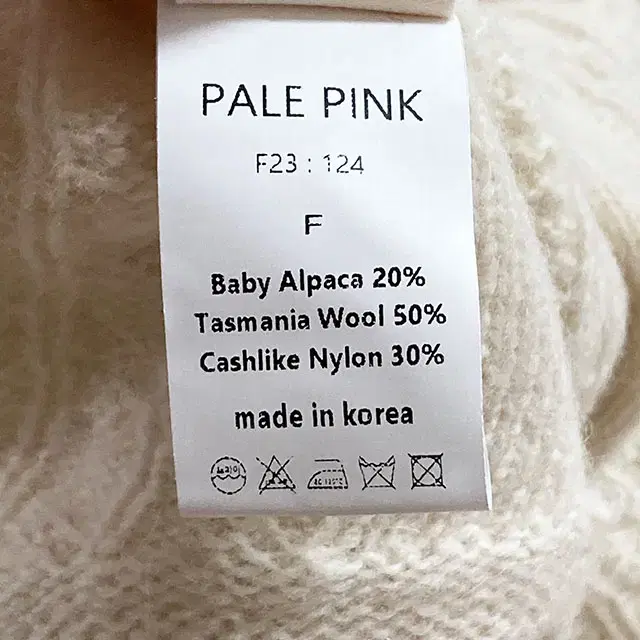 PALE PINK
F23 : 124
F
Baby Alpaca 20%
Tasmania Wool 50%
Cashlike Nylon 30%
made in korea